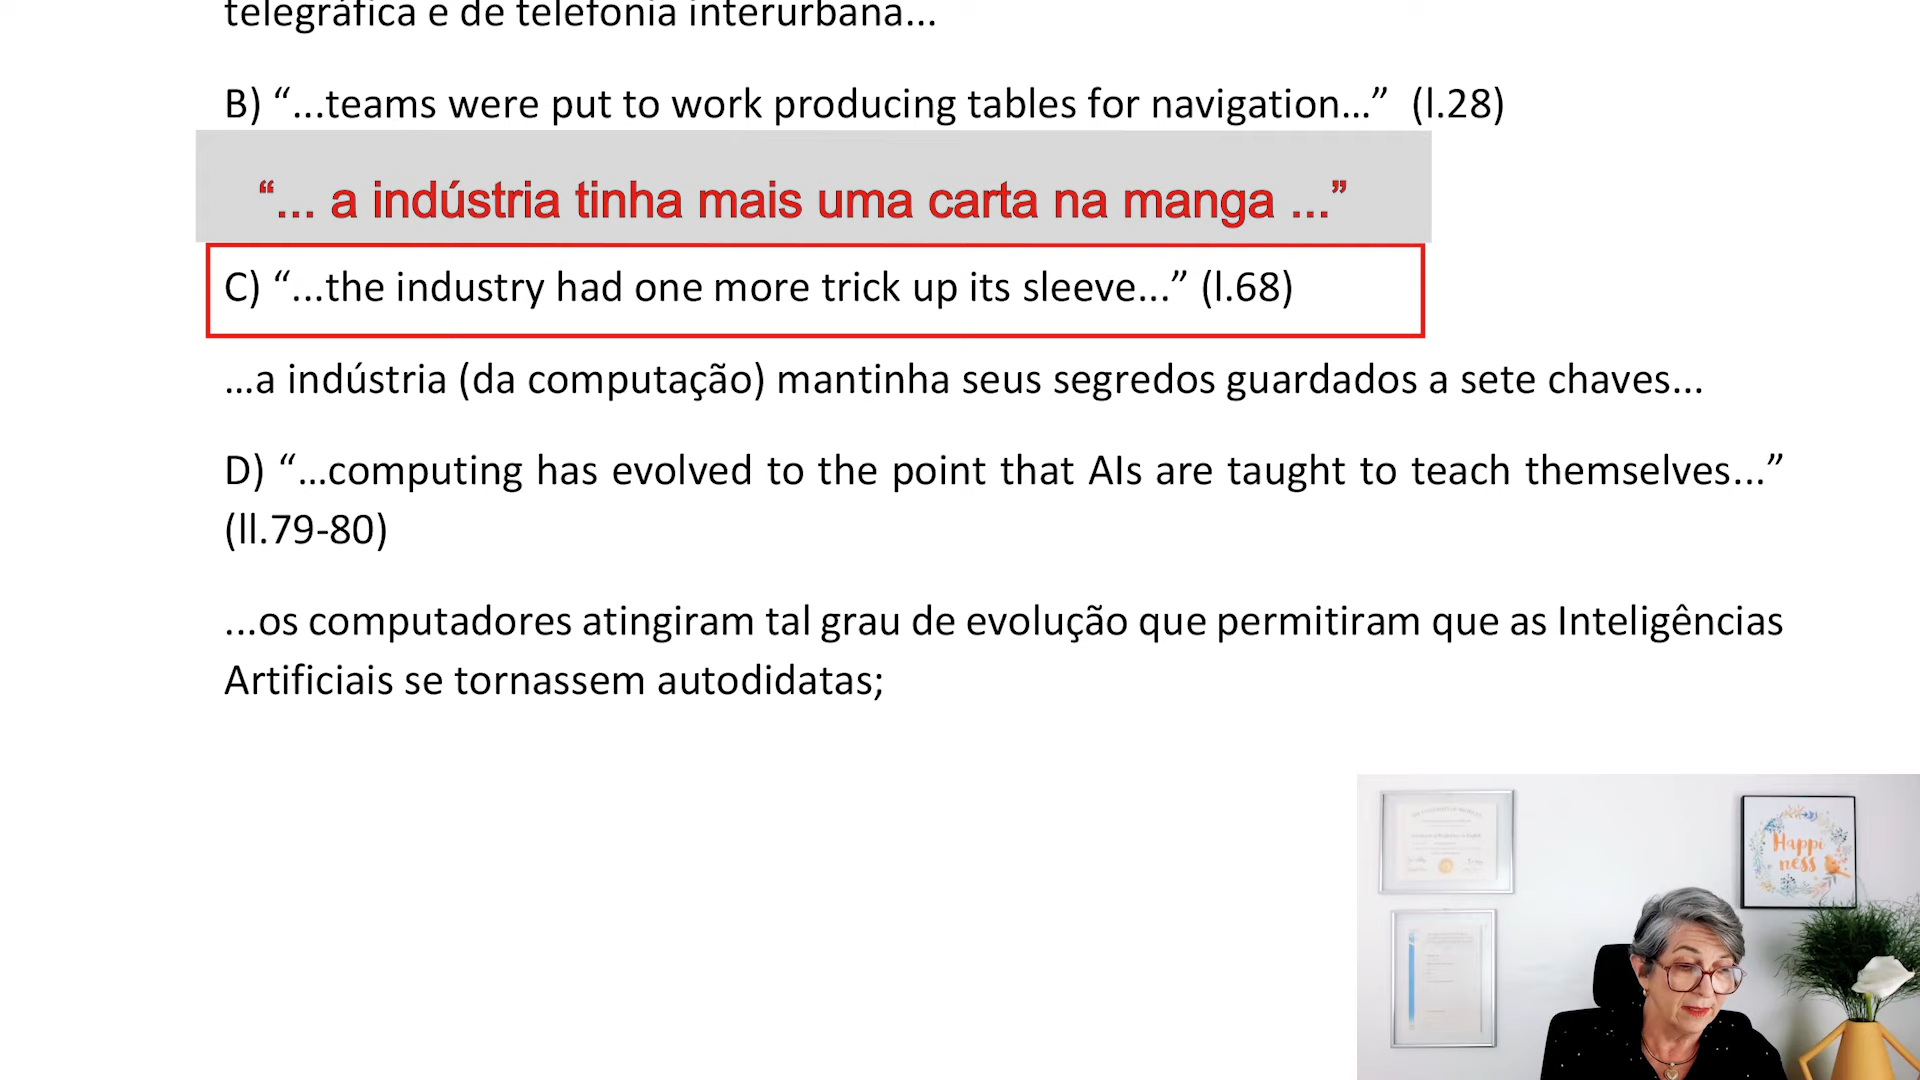 telegráfica e de telefonia interurbana...
B) “...teams were put to work producing tables for navigation...” (l.28)
“... a indústria tinha mais uma carta na manga ...”
C) “...the industry had one more trick up its sleeve...” (l.68)
...a indústria (da computação) mantinha seus segredos guardados a sete chaves...
D) “...computing has evolved to the point that AIs are taught to teach themselves...”
(ll.79-80)
...os computadores atingiram tal grau de evolução que permitiram que as Inteligências
Artificiais se tornassem autodidatas;
Happi
ness